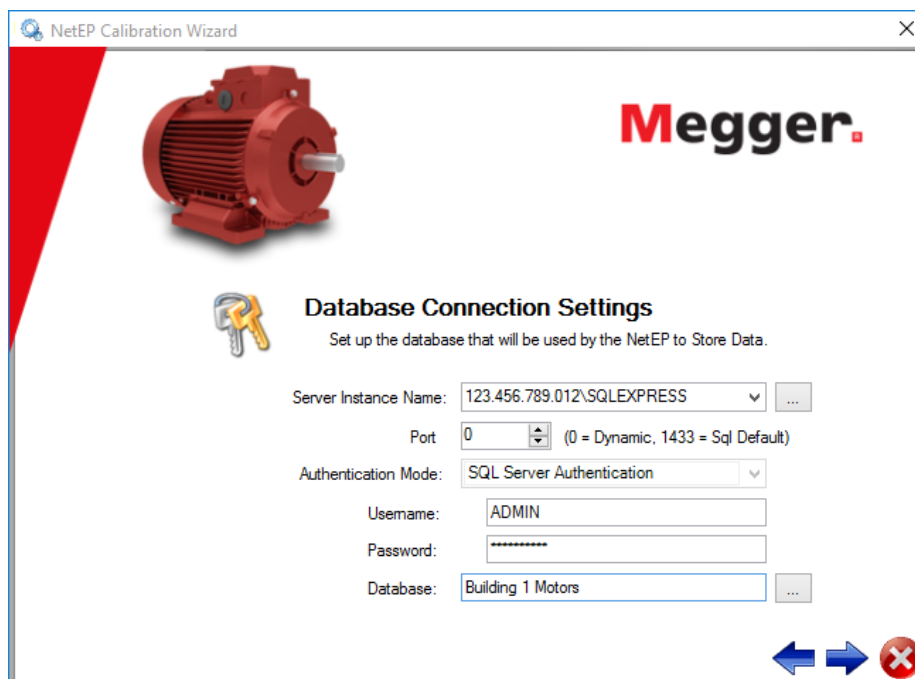 NetEP Calibration Wizard
Megger.
Database Connection Settings
Set up the database that will be used by the NetEP to Store Data.
Server Instance Name: 123.456.789.012\SQLEXPRESS ...
Port 0 (0 = Dynamic, 1433 = Sql Default)
Authentication Mode: SQL Server Authentication
Username: ADMIN
Password: **********
Database: Building 1 Motors ...